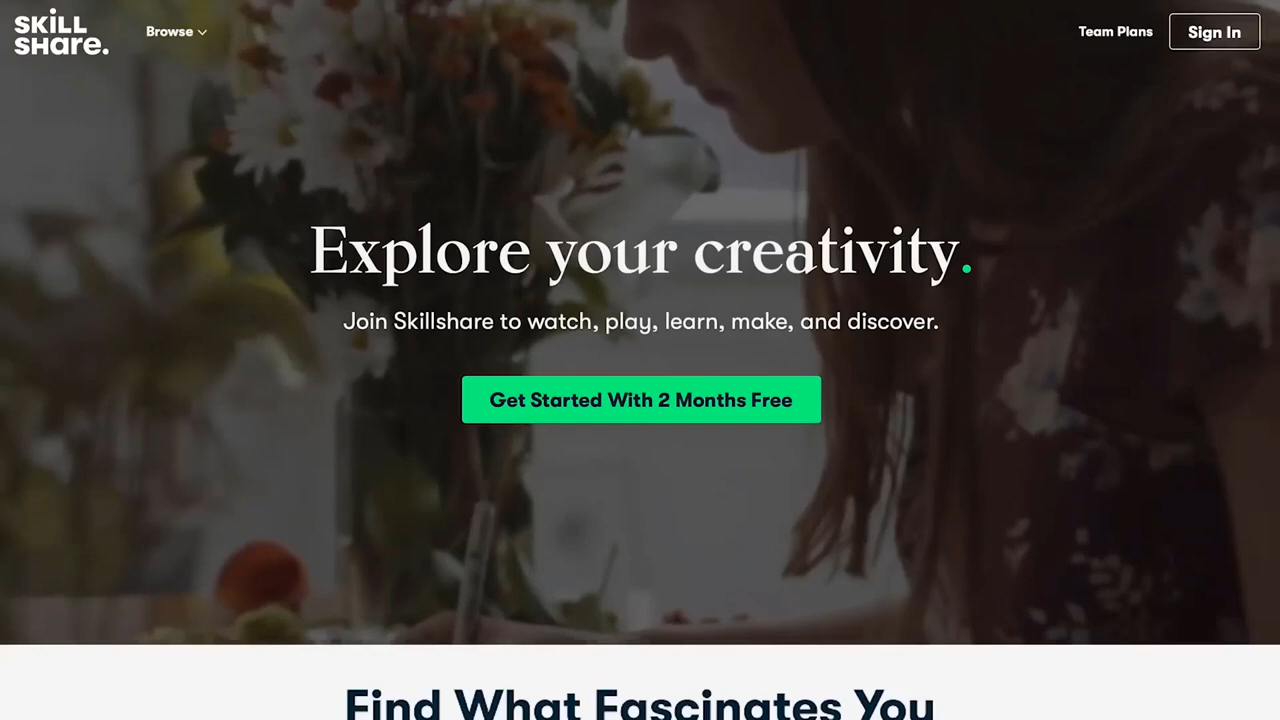 SKiLL
SHare.
Browse
Team Plans
Sign In
Explore your creativity.
Join Skillshare to watch, play, learn, make, and discover.
Get Started With 2 Months Free
Find What Fascinates You